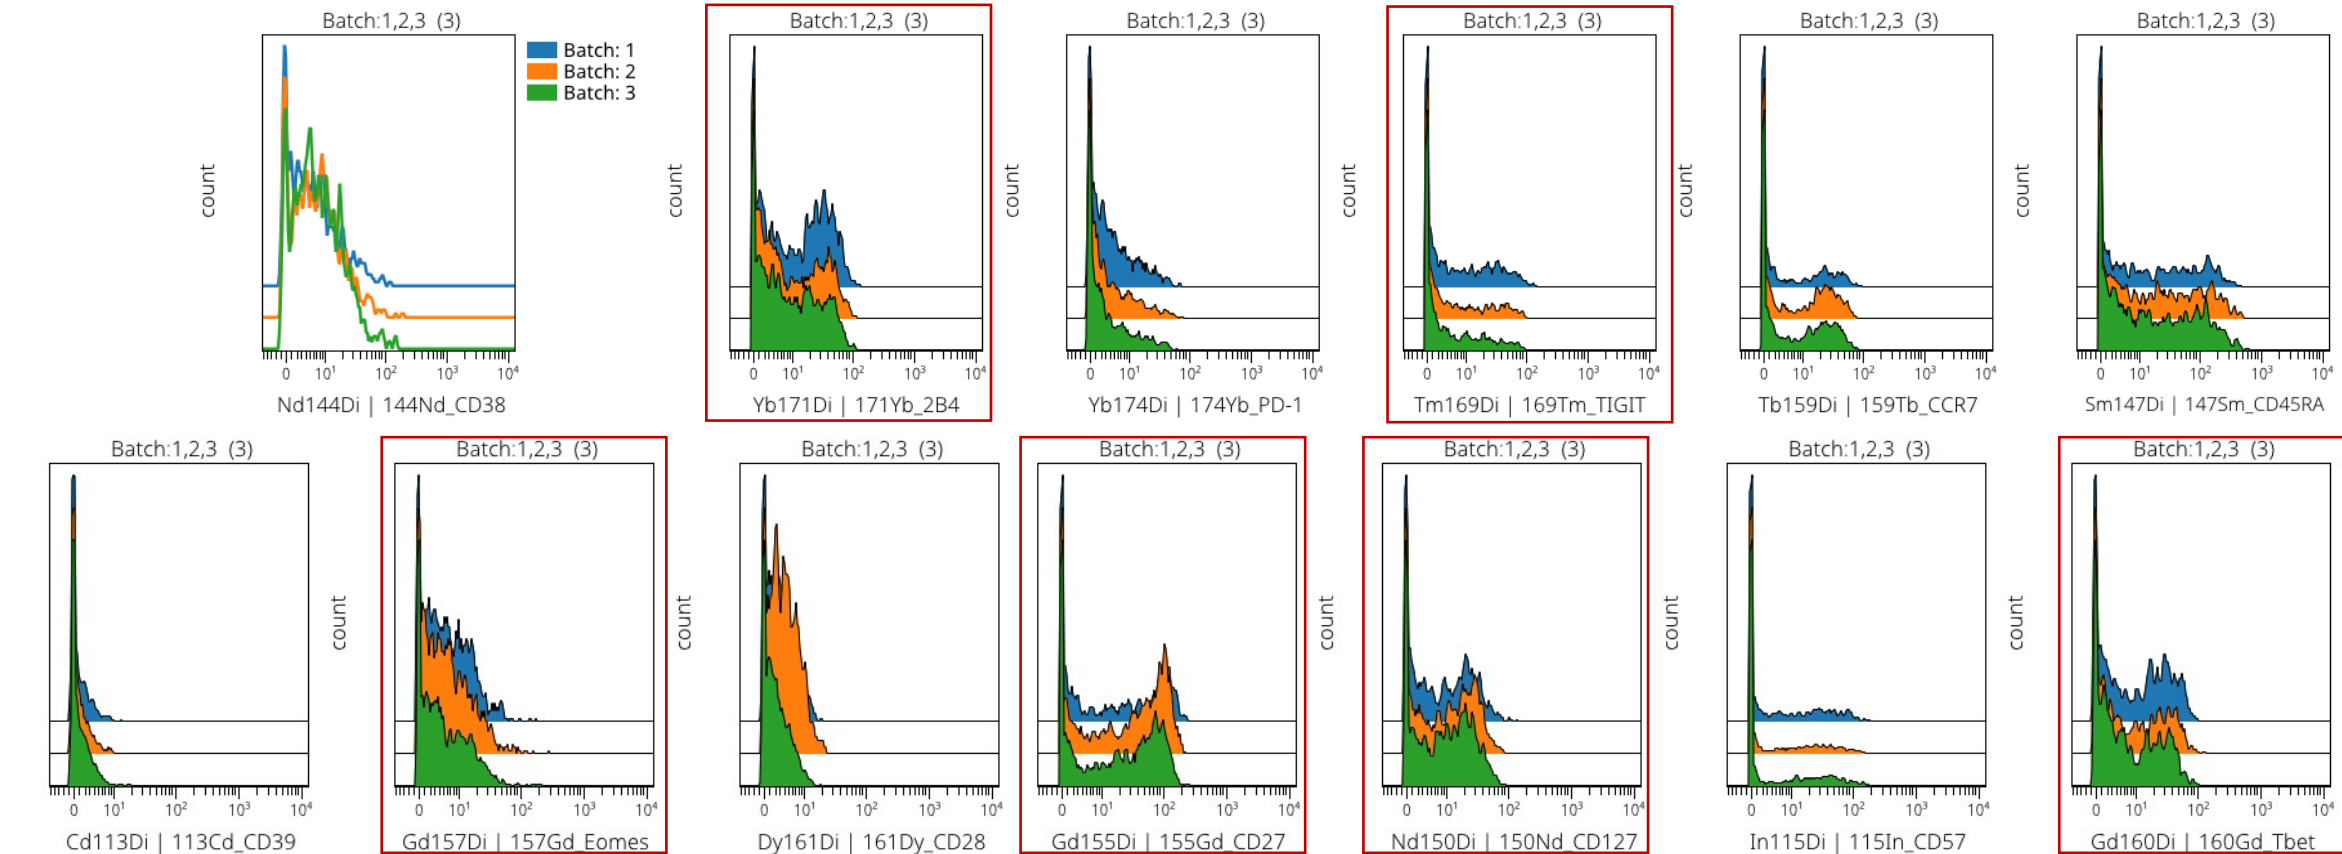 Batch:1,2,3 (3)
count
0 10¹ 10² 10³ 10⁴
Nd144Di | 144Nd_CD38
Batch: 1
Batch: 2
Batch: 3
Batch:1,2,3 (3)
count
0 10¹ 10² 10³ 10⁴
Yb171Di | 171Yb_2B4
Batch:1,2,3 (3)
count
0 10¹ 10² 10³ 10⁴
Yb174Di | 174Yb_PD-1
Batch:1,2,3 (3)
count
0 10¹ 10² 10³ 10⁴
Tm169Di | 169Tm_TIGIT
Batch:1,2,3 (3)
count
0 10¹ 10² 10³ 10⁴
Tb159Di | 159Tb_CCR7
Batch:1,2,3 (3)
count
0 10¹ 10² 10³ 10⁴
Sm147Di | 147Sm_CD45RA
Batch:1,2,3 (3)
0 10¹ 10² 10³ 10⁴
Cd113Di | 113Cd_CD39
Batch:1,2,3 (3)
count
0 10¹ 10² 10³ 10⁴
Gd157Di | 157Gd_Eomes
Batch:1,2,3 (3)
count
0 10¹ 10² 10³ 10⁴
Dy161Di | 161Dy_CD28
Batch:1,2,3 (3)
0 10¹ 10² 10³ 10⁴
Gd155Di | 155Gd_CD27
Batch:1,2,3 (3)
count
0 10¹ 10² 10³ 10⁴
Nd150Di | 150Nd_CD127
Batch:1,2,3 (3)
count
0 10¹ 10² 10³ 10⁴
In115Di | 115In_CD57
Batch:1,2,3 (3)
count
0 10¹ 10² 10³ 10⁴
Gd160Di | 160Gd_Tbet